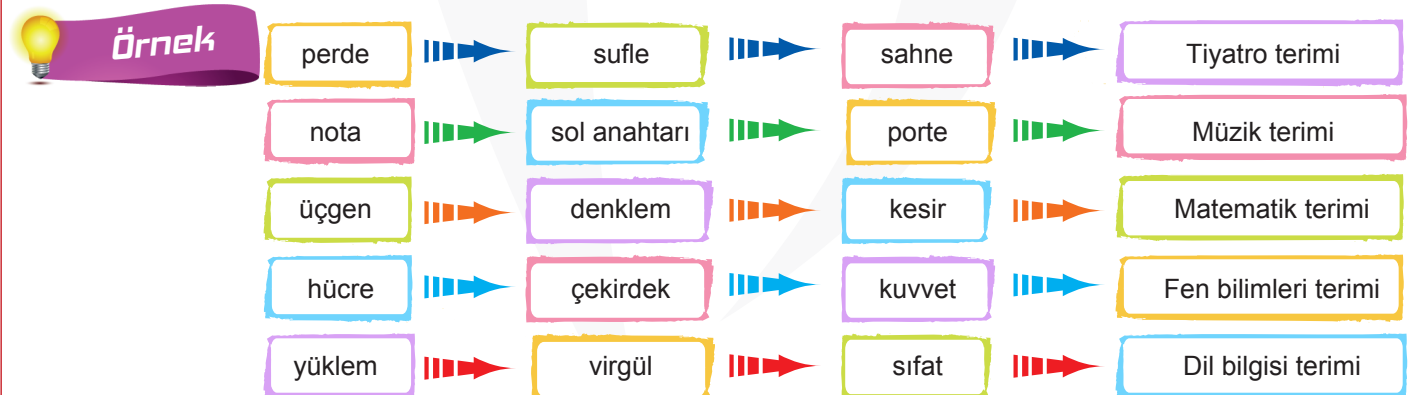 Örnek
perde sufle sahne Tiyatro terimi
nota sol anahtarı porte Müzik terimi
üçgen denklem kesir Matematik terimi
hücre çekirdek kuvvet Fen bilimleri terimi
yüklem virgül sıfat Dil bilgisi terimi